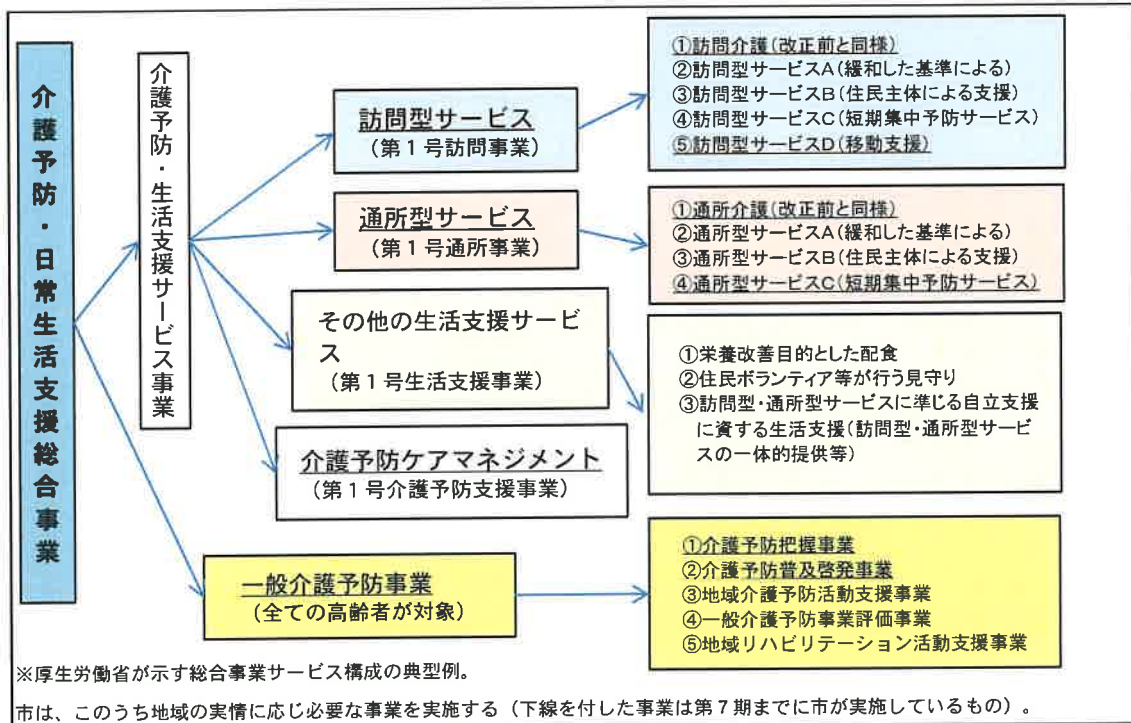 介護予防・日常生活支援総合事業
介護予防・生活支援サービス事業
訪問型サービス
(第1号訪問事業)
①訪問介護(改正前と同様)
②訪問型サービスA(緩和した基準による)
③訪問型サービスB(住民主体による支援)
④訪問型サービスC(短期集中予防サービス)
⑤訪問型サービスD(移動支援)
通所型サービス
(第1号通所事業)
①通所介護(改正前と同様)
②通所型サービスA(緩和した基準による)
③通所型サービスB(住民主体による支援)
④通所型サービスC(短期集中予防サービス)
その他の生活支援サービ
ス
(第1号生活支援事業)
①栄養改善目的とした配食
②住民ボランティア等が行う見守り
③訪問型・通所型サービスに準じる自立支援
に資する生活支援(訪問型・通所型サービ
スの一体的提供等)
介護予防ケアマネジメント
(第1号介護予防支援事業)
一般介護予防事業
(全ての高齢者が対象)
①介護予防把握事業
②介護予防普及啓発事業
③地域介護予防活動支援事業
④一般介護予防事業評価事業
⑤地域リハビリテーション活動支援事業
※厚生労働省が示す総合事業サービス構成の典型例。
市は、このうち地域の実情に応じ必要な事業を実施する(下線を付した事業は第7期までに市が実施しているもの)。